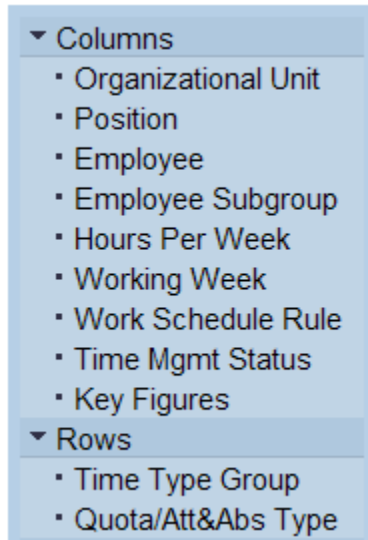 Columns
Organizational Unit
Position
Employee
Employee Subgroup
Hours Per Week
Working Week
Work Schedule Rule
Time Mgmt Status
Key Figures
Rows
Time Type Group
Quota/Att&Abs Type